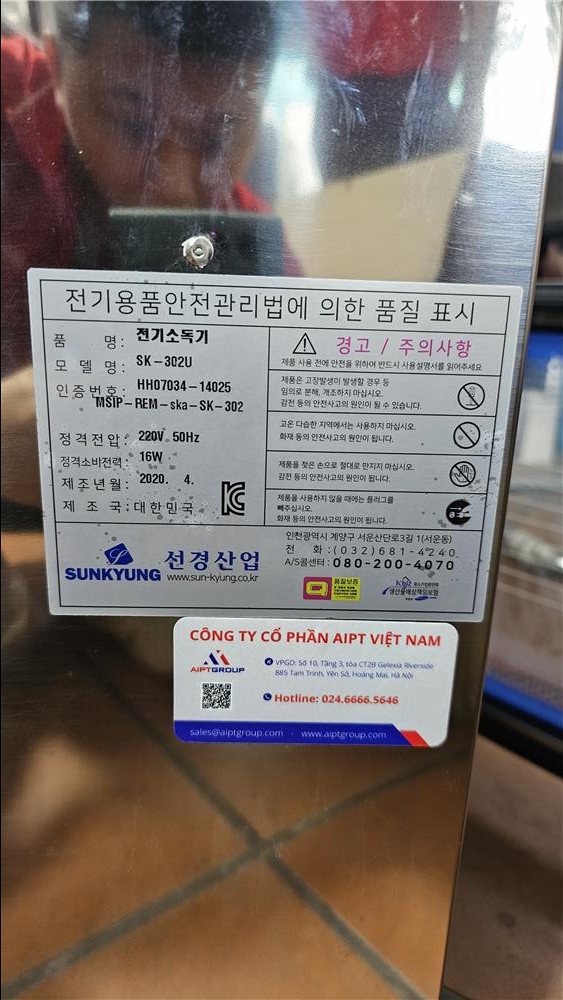 전기용품안전관리법에 의한 품질 표시
품 명: 전기소독기
모 델 명: SK-302U
인증번호: HH07034-14025
MSIP-REM-ska-SK-302
정격전압: 220V 50Hz
정격소비전력: 16W
제조년월: 2020. 4.
제 조 국: 대한민국
경고 / 주의사항
제품 사용 전에 안전을 위하여 반드시 사용설명서를 읽어주세요
제품은 고장발생이 발생할 경우 등
임의로 분해, 개조하지 마십시오.
감전 등의 안전사고의 원인이 될 수 있습니다.
고온 다습한 지역에서는 사용하지 마십시오.
화재 등의 안전사고의 원인이 됩니다.
제품을 젖은 손으로 절대로 만지지 마십시오.
감전 등의 안전사고의 원인이 됩니다.
제품을 사용하지 않을 때에는 플러그를
빼주십시오.
화재 등의 안전사고의 원인이 됩니다.
SUNKYUNG
선경산업
www.sun-kyung.co.kr
인천광역시 계양구 서운산단로3길 1(서운동)
전 화: (032)681-4240
A/S콜센터: 080-200-4070
품질보증
생산물배상책임보험
CÔNG TY CỔ PHẦN AIPT VIỆT NAM
AIPTGROUP
VPGD: Số 10, Tầng 3, tòa CT2B Gelexia Riverside
885 Tam Trinh, Yên Sở, Hoàng Mai, Hà Nội
Hotline: 024.6666.5646
sales@aiptgroup.com · www.aiptgroup.com